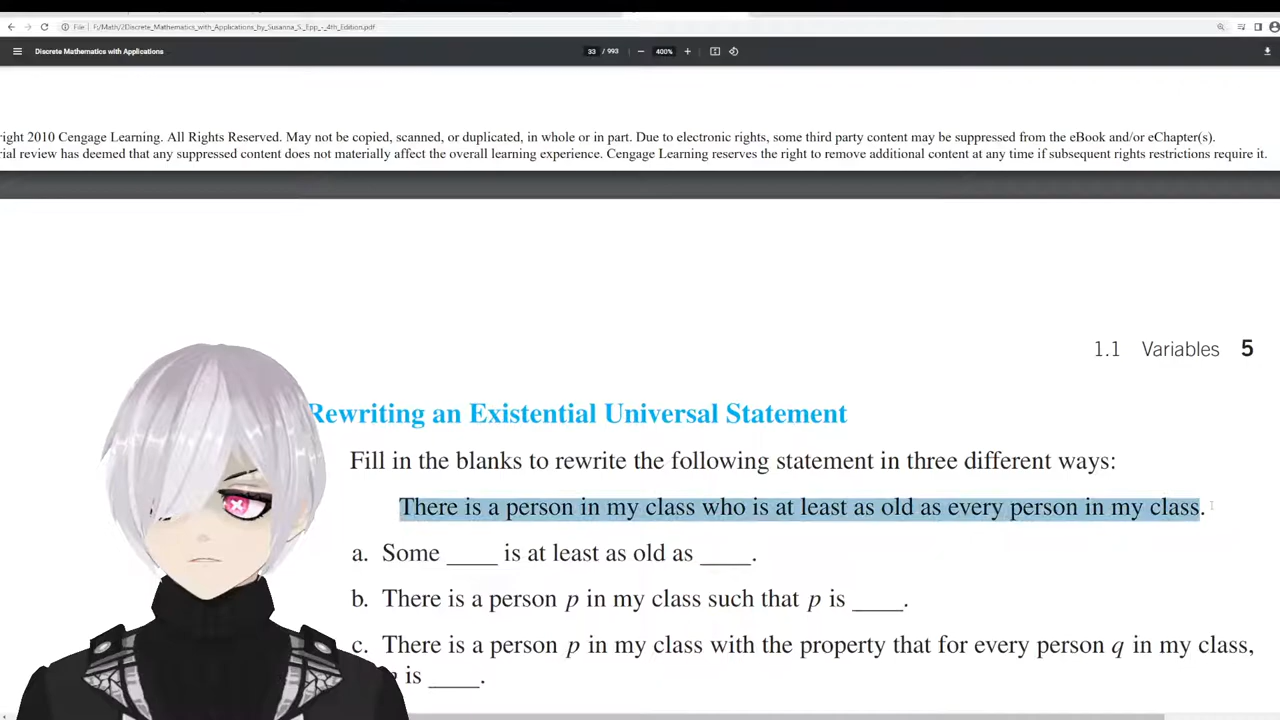 File | F:/Math/2Discrete_Mathematics_with_Applications_by_Susanna_S._Epp_-_4th_Edition.pdf
Discrete Mathematics with Applications
33 / 993
400%
right 2010 Cengage Learning. All Rights Reserved. May not be copied, scanned, or duplicated, in whole or in part. Due to electronic rights, some third party content may be suppressed from the eBook and/or eChapter(s).
rial review has deemed that any suppressed content does not materially affect the overall learning experience. Cengage Learning reserves the right to remove additional content at any time if subsequent rights restrictions require it.
1.1 Variables 5
Rewriting an Existential Universal Statement
Fill in the blanks to rewrite the following statement in three different ways:
There is a person in my class who is at least as old as every person in my class.
a. Some ____ is at least as old as ____.
b. There is a person p in my class such that p is ____.
c. There is a person p in my class with the property that for every person q in my class,
is ____.